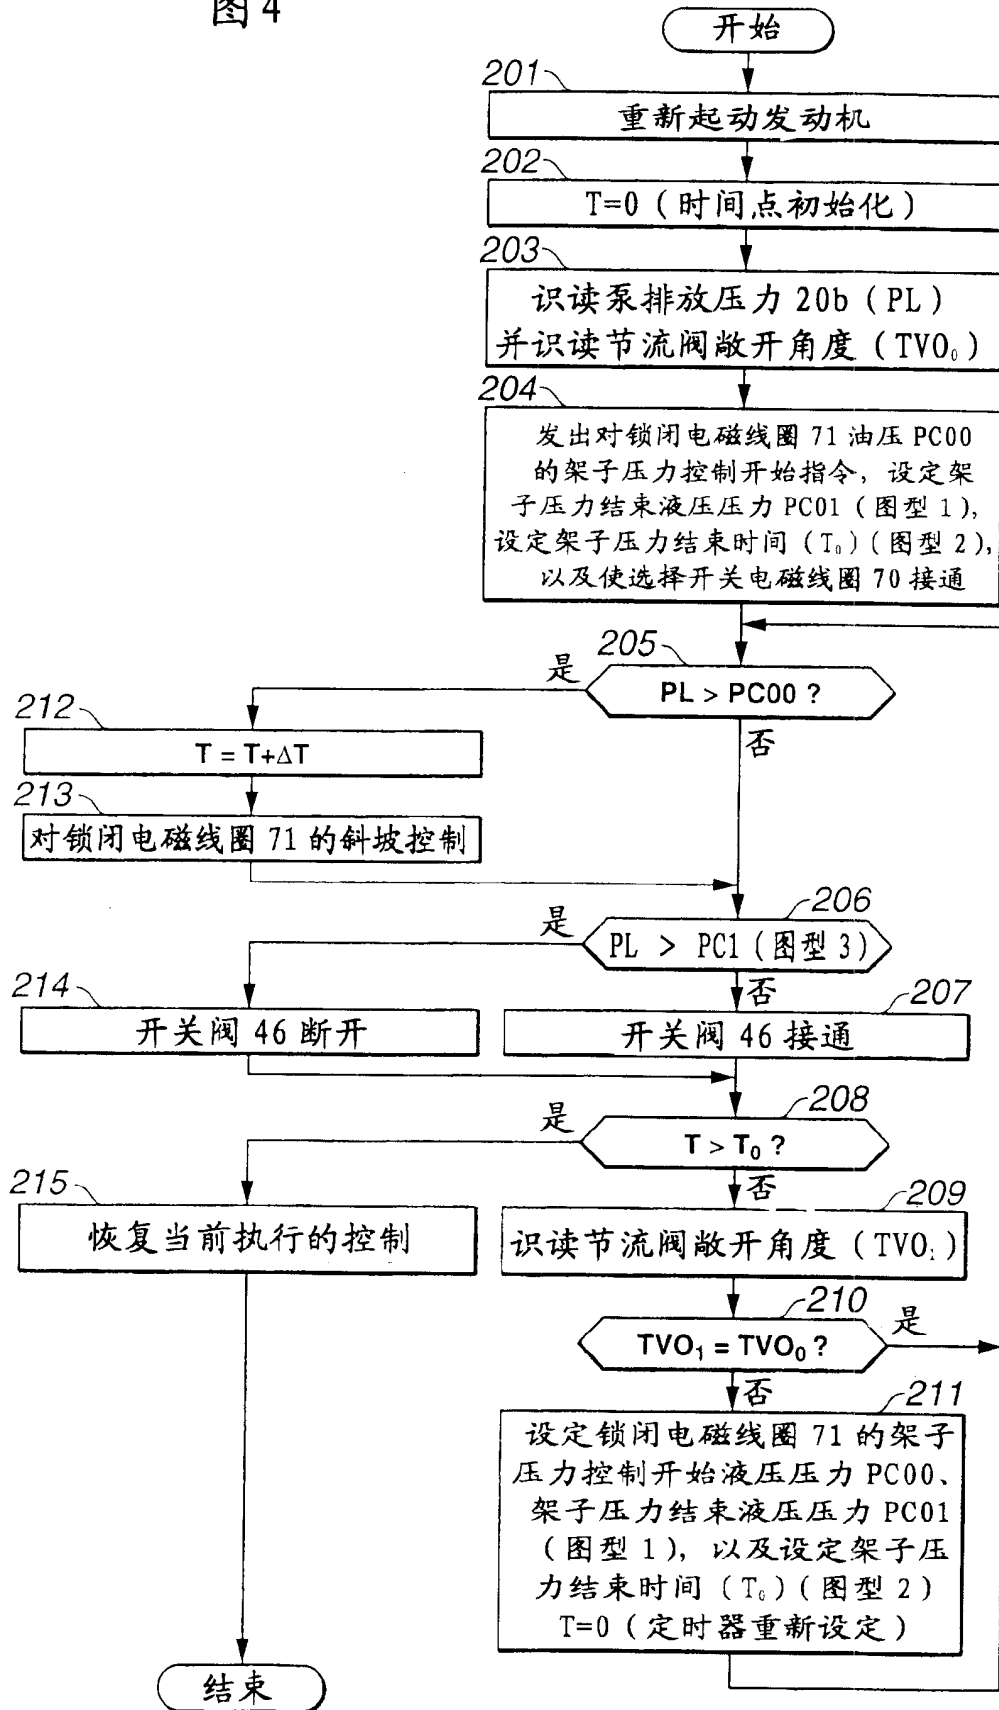 图4
开始
201
重新起动发动机
202
T=0（时间点初始化）
203
识读泵排放压力 20b（PL）
并识读节流阀敞开角度（TVO₀）
204
发出对锁闭电磁线圈 71 油压PC00
的架子压力控制开始指令，设定架
子压力结束液压压力 PC01（图型 1），
设定架子压力结束时间（T₀）（图型 2），
以及使选择开关电磁线圈 70 接通
205
PL > PC00 ?
是
否
212
T = T+ΔT
213
对锁闭电磁线圈 71 的斜坡控制
206
PL > PC1（图型 3）
是
否
214
开关阀 46 断开
207
开关阀 46 接通
208
T > T₀ ?
是
否
215
恢复当前执行的控制
209
识读节流阀敞开角度（TVO₁）
210
TVO₁ = TVO₀ ?
是
否
211
设定锁闭电磁线圈 71 的架子
压力控制开始液压压力 PC00、
架子压力结束液压压力 PC01
（图型 1），以及设定架子压
力结束时间（T₀）（图型 2）
T=0（定时器重新设定）
结束